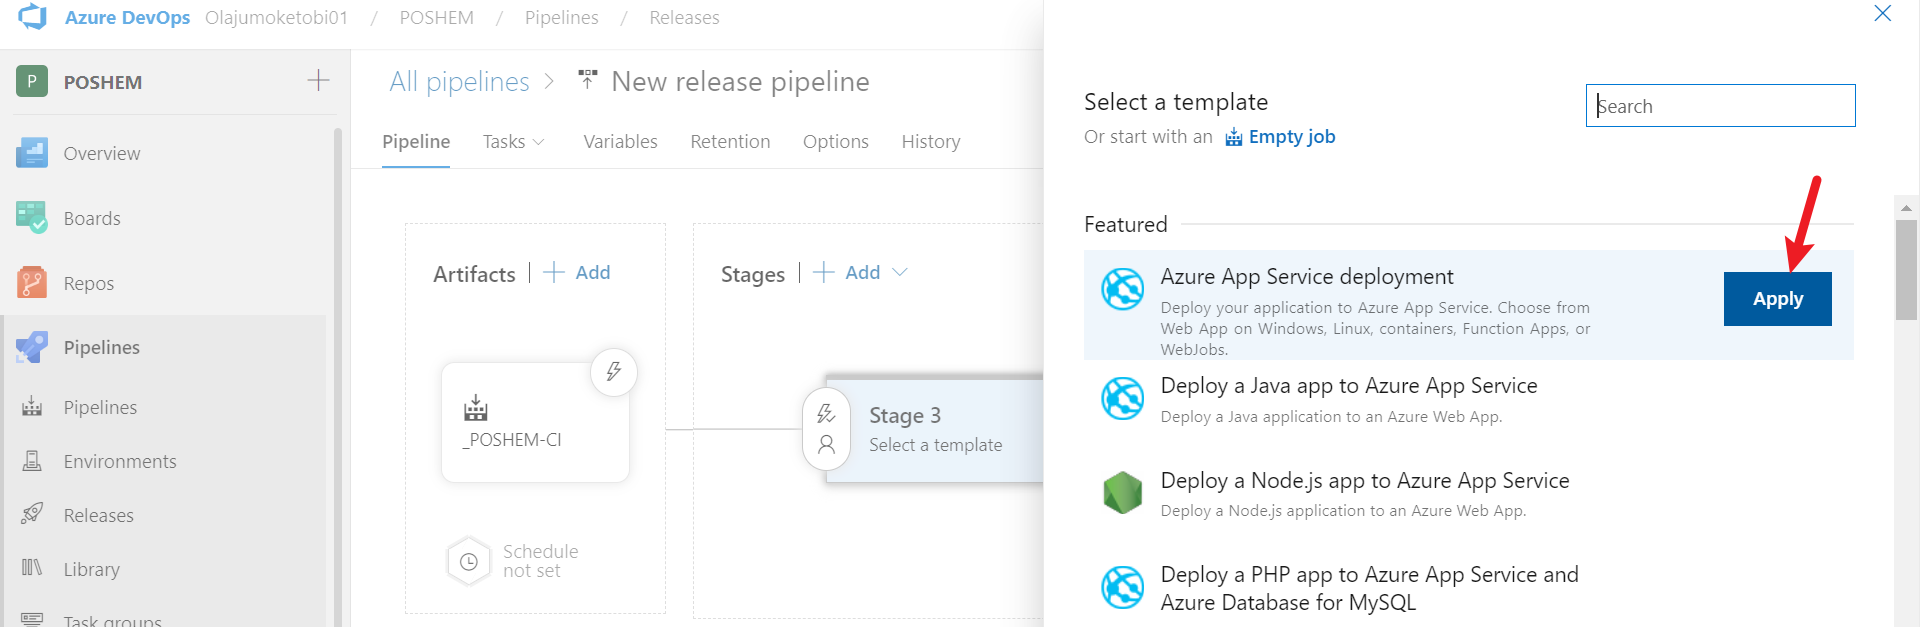 Azure DevOps Olajumoketobi01 / POSHEM / Pipelines / Releases
P POSHEM
Overview
Boards
Repos
Pipelines
Pipelines
Environments
Releases
Library
Task groups
All pipelines > New release pipeline
Pipeline Tasks Variables Retention Options History
Artifacts | + Add
_POSHEM-CI
Schedule
not set
Stages | + Add
Stage 3
Select a template
Select a template
Or start with an Empty job
Search
Featured
Azure App Service deployment
Deploy your application to Azure App Service. Choose from
Web App on Windows, Linux, containers, Function Apps, or
WebJobs.
Apply
Deploy a Java app to Azure App Service
Deploy a Java application to an Azure Web App.
Deploy a Node.js app to Azure App Service
Deploy a Node.js application to an Azure Web App.
Deploy a PHP app to Azure App Service and
Azure Database for MySQL